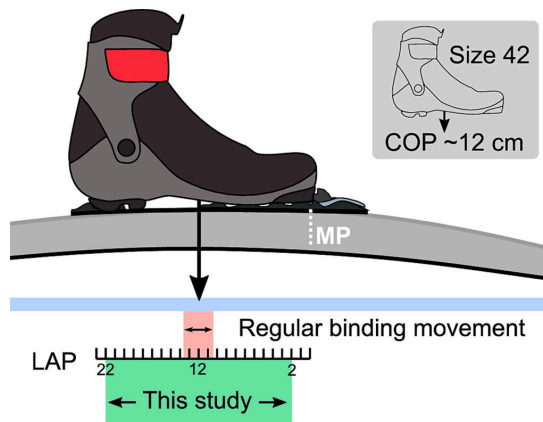 Size 42
COP ~12 cm
MP
Regular binding movement
LAP
22 12 2
This study